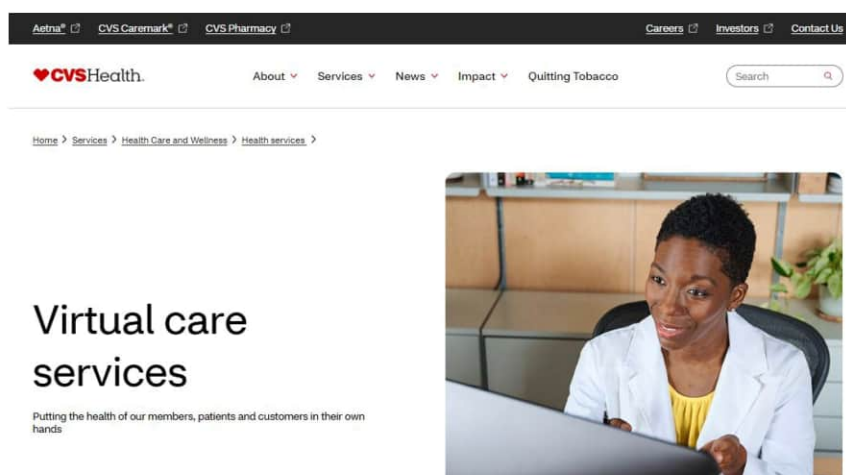 Aetna® CVS Caremark® CVS Pharmacy Careers Investors Contact Us
CVSHealth. About Services News Impact Quitting Tobacco Search
Home > Services > Health Care and Wellness > Health services >
Virtual care
services
Putting the health of our members, patients and customers in their own
hands